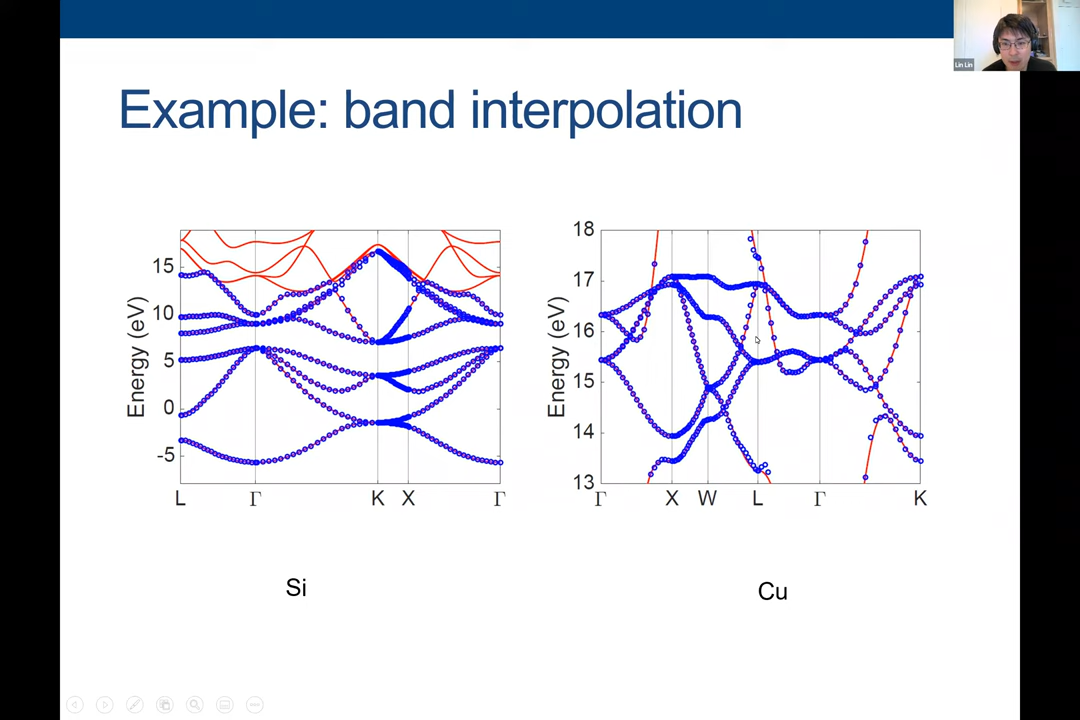 Lin Lin
Example: band interpolation
Energy (eV)
15
10
5
0
-5
L Γ K X Γ
Si
Energy (eV)
18
17
16
15
14
13
Γ X W L Γ K
Cu